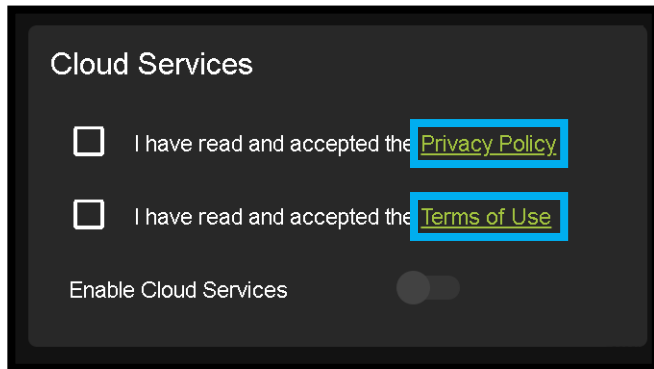 Cloud Services
I have read and accepted the Privacy Policy
I have read and accepted the Terms of Use
Enable Cloud Services